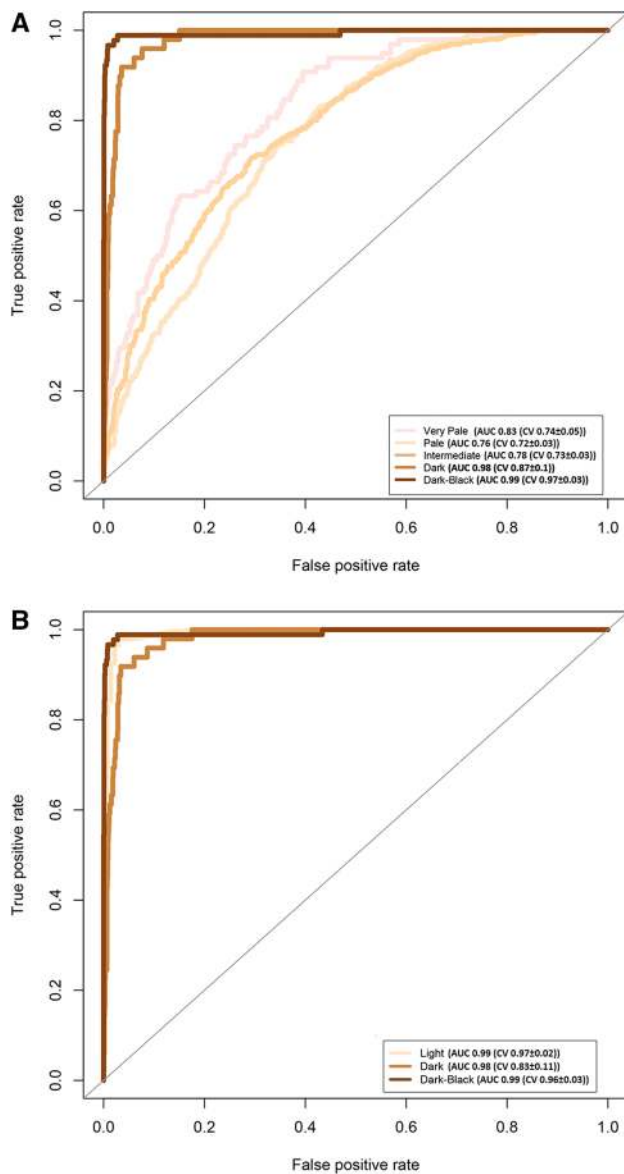 A
True positive rate
1.0
0.8
0.6
0.4
0.2
0.0
Very Pale (AUC 0.83 (CV 0.74±0.05))
Pale (AUC 0.76 (CV 0.72±0.03))
Intermediate (AUC 0.78 (CV 0.73±0.03))
Dark (AUC 0.98 (CV 0.87±0.1))
Dark-Black (AUC 0.99 (CV 0.97±0.03))
0.0 0.2 0.4 0.6 0.8 1.0
False positive rate
B
True positive rate
1.0
0.8
0.6
0.4
0.2
0.0
Light (AUC 0.99 (CV 0.97±0.02))
Dark (AUC 0.98 (CV 0.83±0.11))
Dark-Black (AUC 0.99 (CV 0.96±0.03))
0.0 0.2 0.4 0.6 0.8 1.0
False positive rate